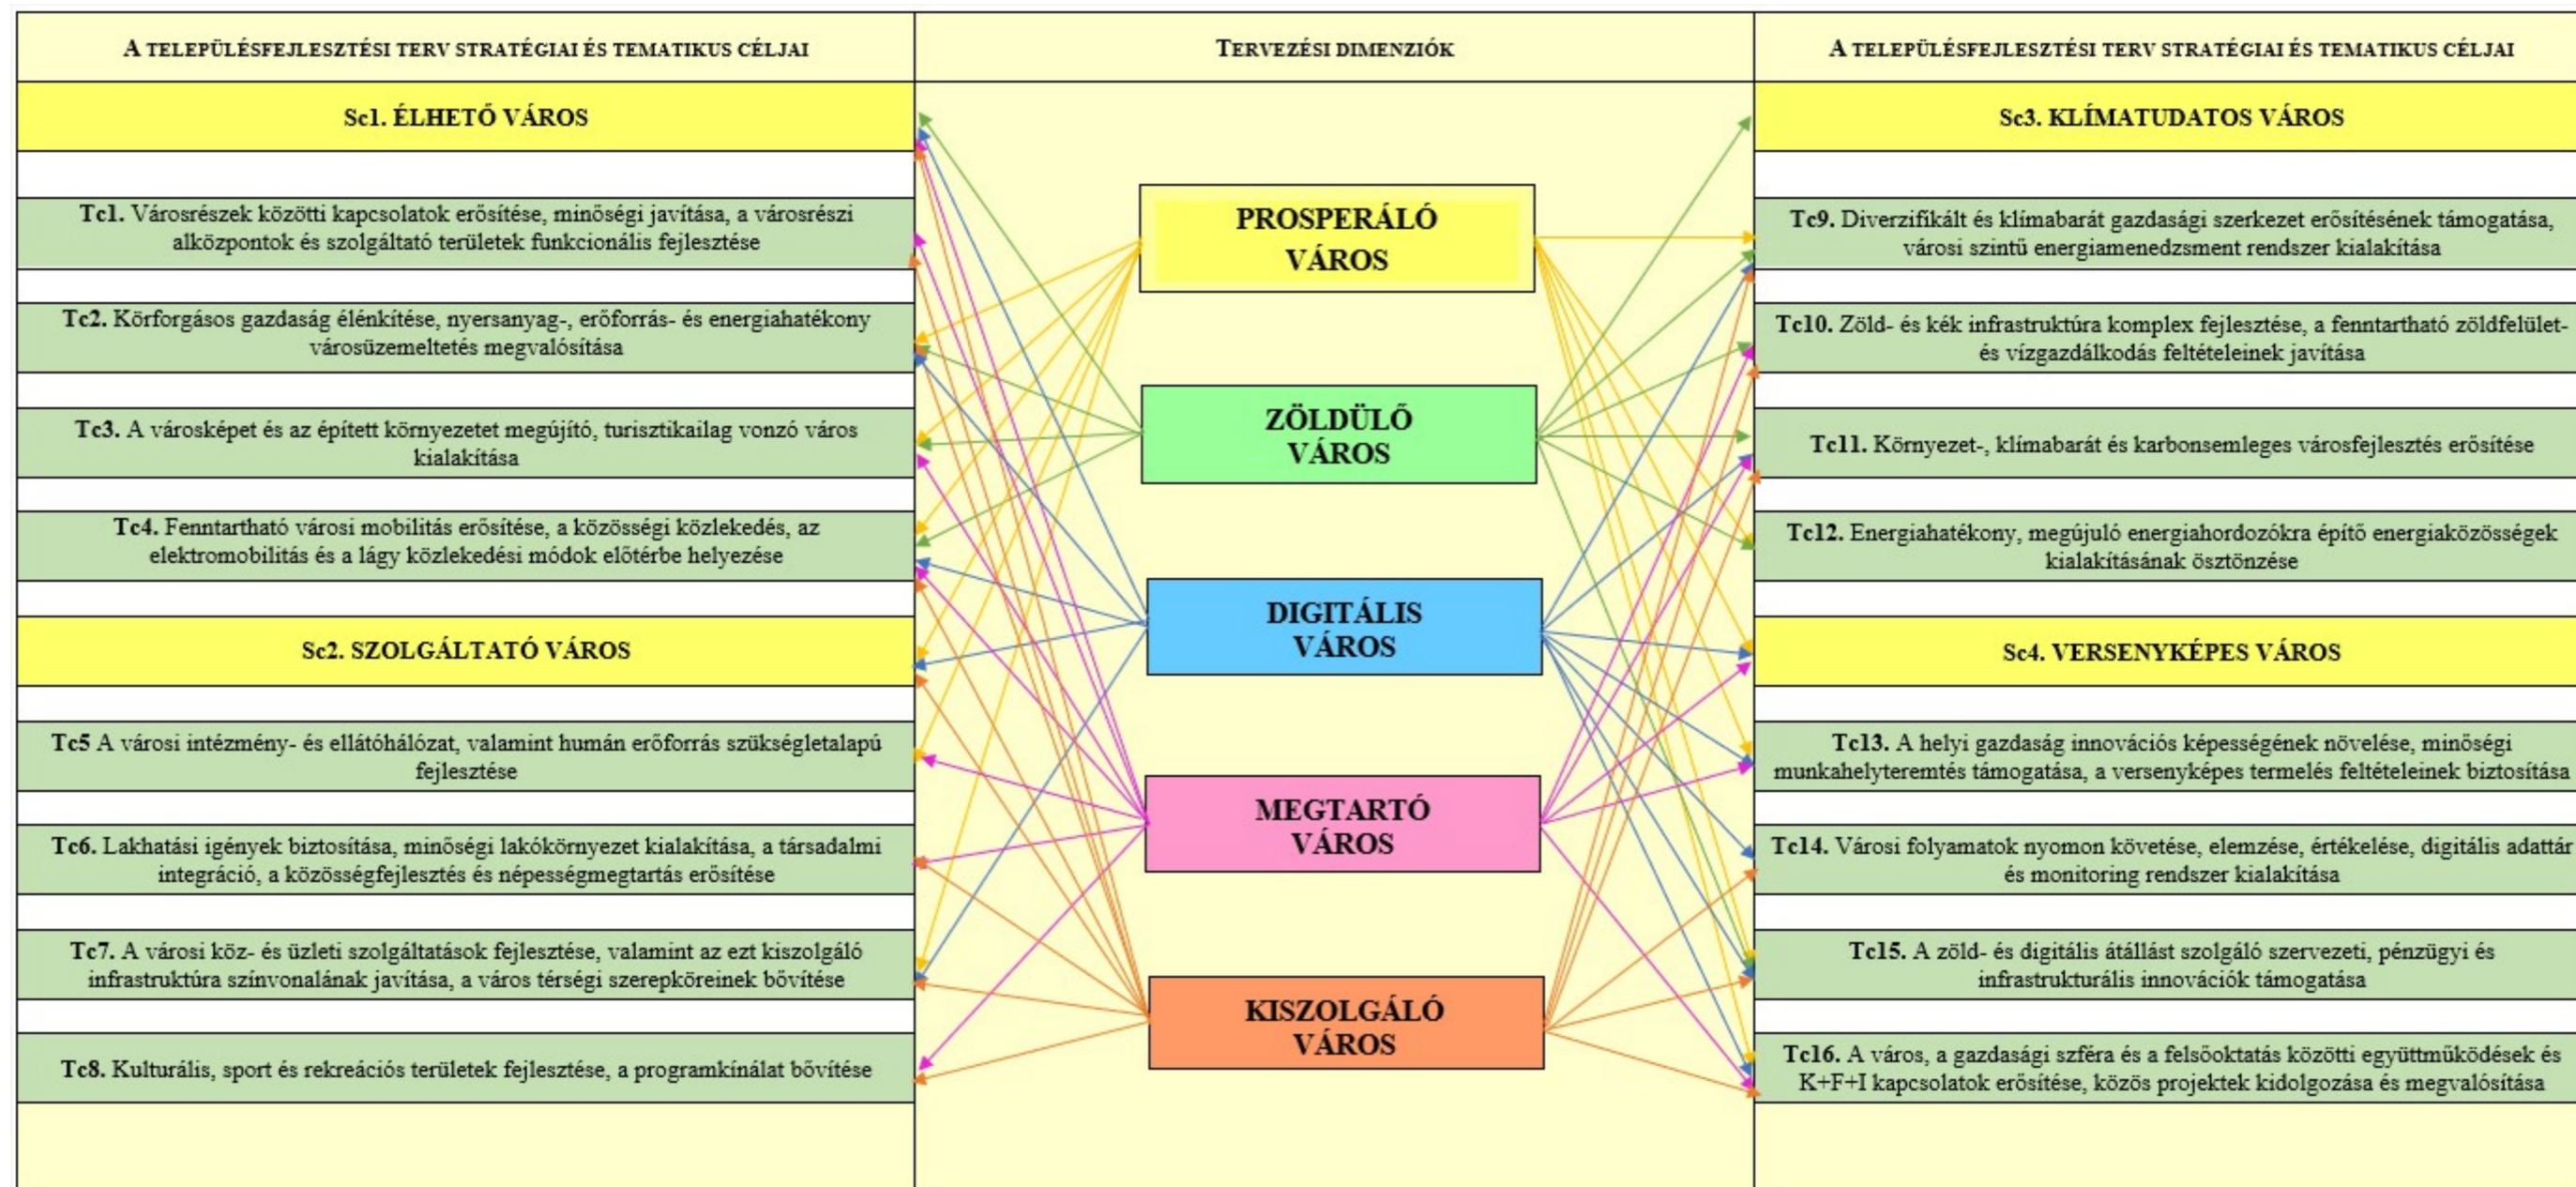 A TELEPÜLÉSFEJLESZTÉSI TERV STRATÉGIAI ÉS TEMATIKUS CÉLJAI
Sc1. ÉLHETŐ VÁROS
Tc1. Városrészek közötti kapcsolatok erősítése, minőségi javítása, a városrészi
alközpontok és szolgáltató területek funkcionális fejlesztése
Tc2. Körforgásos gazdaság élénkítése, nyersanyag-, erőforrás- és energiahatékony
városüzemeltetés megvalósítása
Tc3. A városképet és az épített környezetet megújító, turisztikailag vonzó város
kialakítása
Tc4. Fenntartható városi mobilitás erősítése, a közösségi közlekedés, az
elektromobilitás és a lágy közlekedési módok előtérbe helyezése
Sc2. SZOLGÁLTATÓ VÁROS
Tc5 A városi intézmény- és ellátóhálózat, valamint humán erőforrás szükségletalapú
fejlesztése
Tc6. Lakhatási igények biztosítása, minőségi lakókörnyezet kialakítása, a társadalmi
integráció, a közösségfejlesztés és népességmegtartás erősítése
Tc7. A városi köz- és üzleti szolgáltatások fejlesztése, valamint az ezt kiszolgáló
infrastruktúra színvonalának javítása, a város térségi szerepköreinek bővítése
Tc8. Kulturális, sport és rekreációs területek fejlesztése, a programkínálat bővítése
TERVEZÉSI DIMENZIÓK
PROSPERÁLÓ
VÁROS
ZÖLDÜLŐ
VÁROS
DIGITÁLIS
VÁROS
MEGTARTÓ
VÁROS
KISZOLGÁLÓ
VÁROS
A TELEPÜLÉSFEJLESZTÉSI TERV STRATÉGIAI ÉS TEMATIKUS CÉLJAI
Sc3. KLÍMATUDATOS VÁROS
Tc9. Diverzifikált és klímabarát gazdasági szerkezet erősítésének támogatása,
városi szintű energiamenedzsment rendszer kialakítása
Tc10. Zöld- és kék infrastruktúra komplex fejlesztése, a fenntartható zöldfelület-
és vízgazdálkodás feltételeinek javítása
Tc11. Környezet-, klímabarát és karbonsemleges városfejlesztés erősítése
Tc12. Energiahatékony, megújuló energiahordozókra építő energiaközösségek
kialakításának ösztönzése
Sc4. VERSENYKÉPES VÁROS
Tc13. A helyi gazdaság innovációs képességének növelése, minőségi
munkahelyteremtés támogatása, a versenyképes termelés feltételeinek biztosítása
Tc14. Városi folyamatok nyomon követése, elemzése, értékelése, digitális adattár
és monitoring rendszer kialakítása
Tc15. A zöld- és digitális átállást szolgáló szervezeti, pénzügyi és
infrastrukturális innovációk támogatása
Tc16. A város, a gazdasági szféra és a felsőoktatás közötti együttműködések és
K+F+I kapcsolatok erősítése, közös projektek kidolgozása és megvalósítása